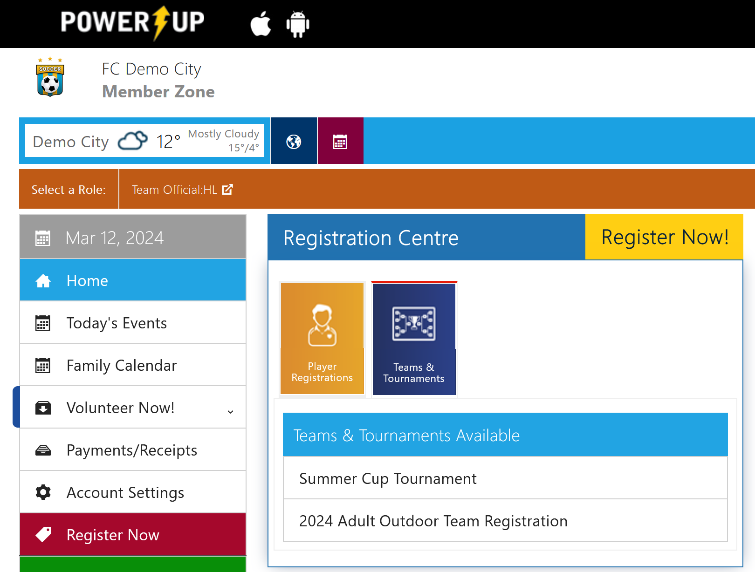 POWER UP
SOCCER
FC Demo City
Member Zone
Demo City
12°
Mostly Cloudy
15°/4°
Select a Role:
Team Official:HL
Mar 12, 2024
Home
Today's Events
Family Calendar
Volunteer Now!
Payments/Receipts
Account Settings
Register Now
Registration Centre
Register Now!
Player
Registrations
Teams &
Tournaments
Teams & Tournaments Available
Summer Cup Tournament
2024 Adult Outdoor Team Registration